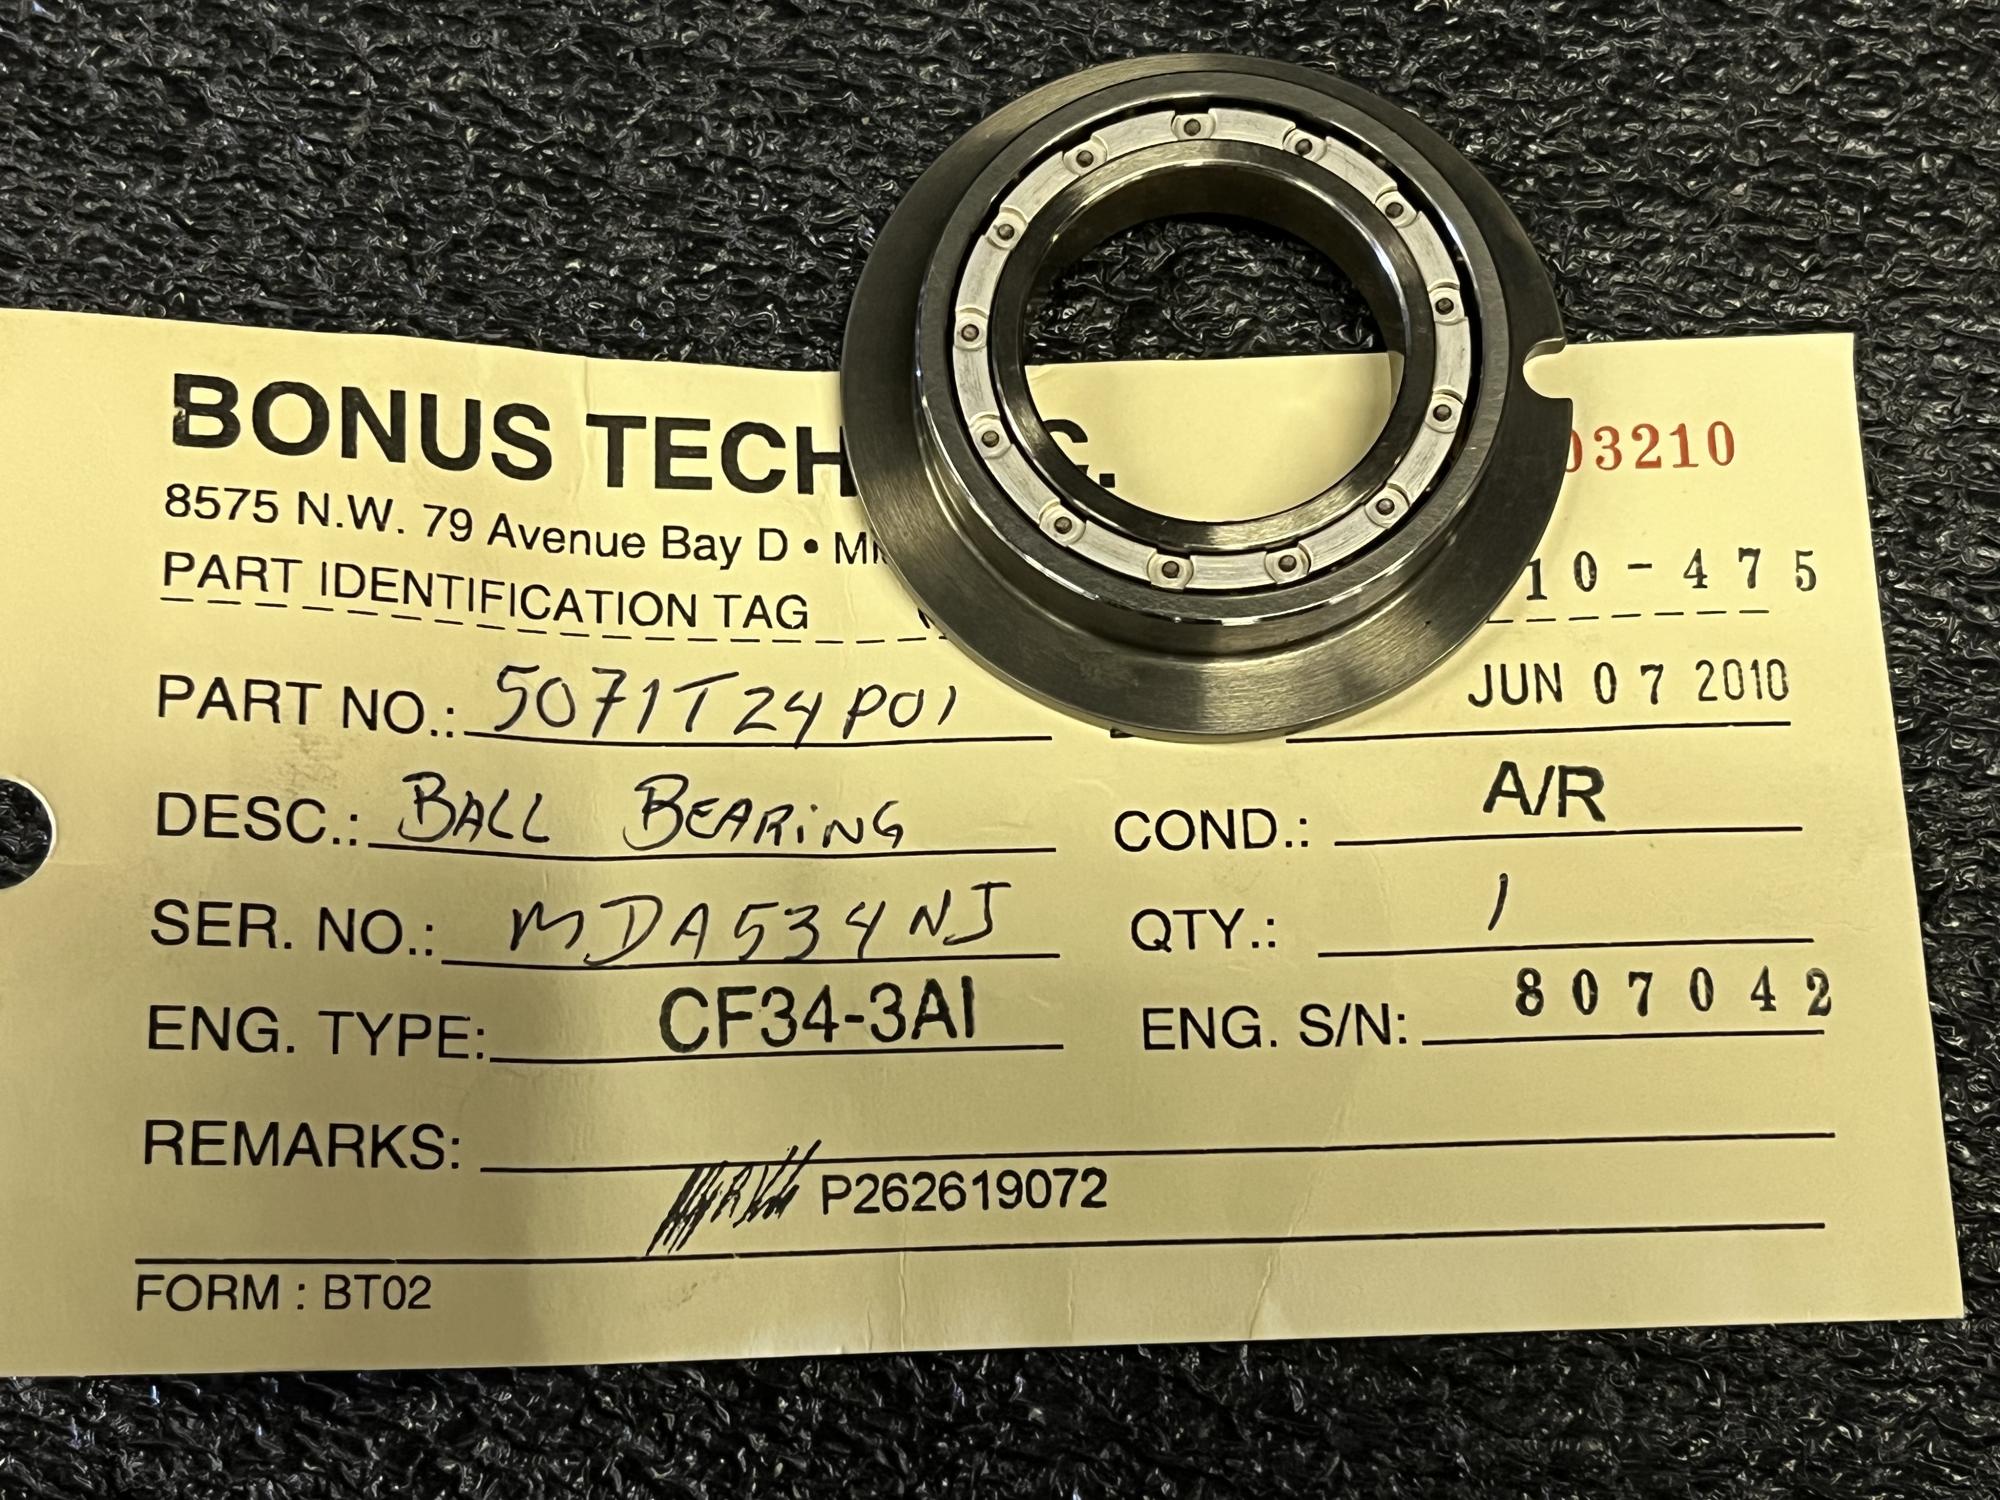 BONUS TECH C.
03210
8575 N.W. 79 Avenue Bay D •
PART IDENTIFICATION TAG 10-475
PART NO.: 5071T24P01 JUN 07 2010
DESC.: BALL BEARING COND.: A/R
SER. NO.: MDA534NJ QTY.: 1
ENG. TYPE: CF34-3A1 ENG. S/N: 807042
REMARKS:
P262619072
FORM : BT02